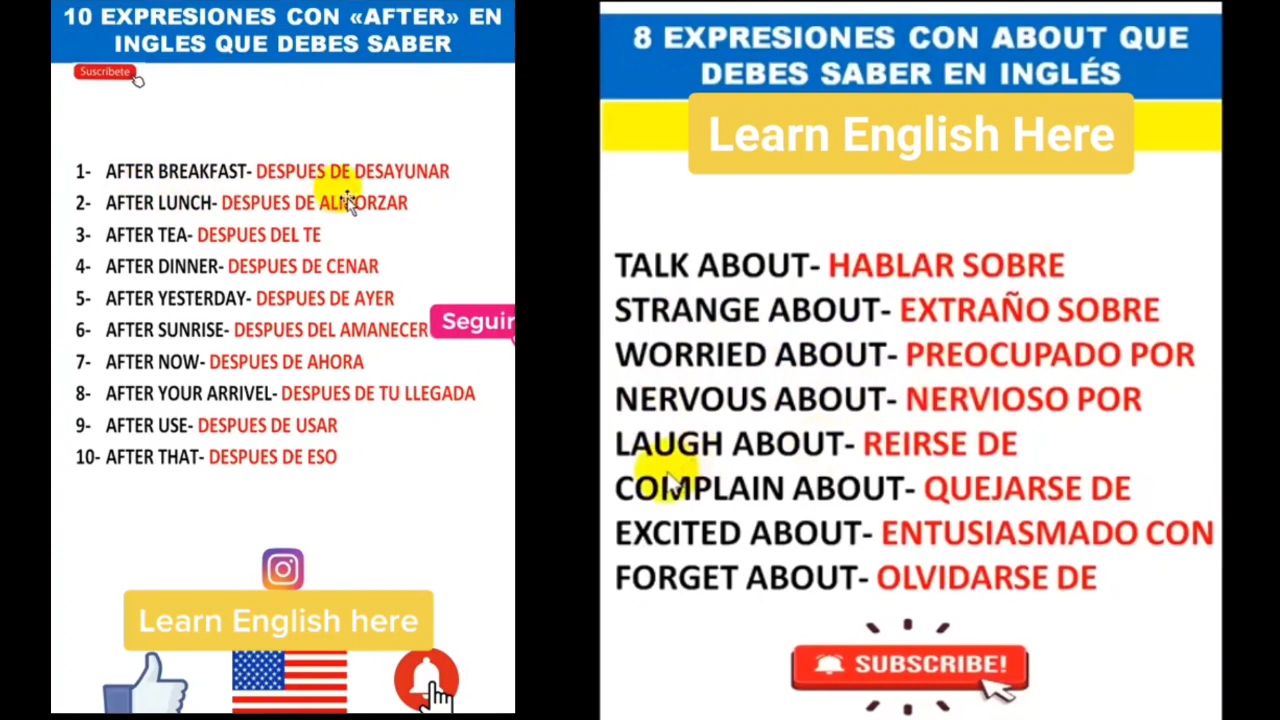 10 EXPRESIONES CON «AFTER» EN
INGLES QUE DEBES SABER
Suscríbete
1- AFTER BREAKFAST- DESPUES DE DESAYUNAR
2- AFTER LUNCH- DESPUES DE ALMORZAR
3- AFTER TEA- DESPUES DEL TE
4- AFTER DINNER- DESPUES DE CENAR
5- AFTER YESTERDAY- DESPUES DE AYER
6- AFTER SUNRISE- DESPUES DEL AMANECER
Seguir
7- AFTER NOW- DESPUES DE AHORA
8- AFTER YOUR ARRIVEL- DESPUES DE TU LLEGADA
9- AFTER USE- DESPUES DE USAR
10- AFTER THAT- DESPUES DE ESO
Learn English here
8 EXPRESIONES CON ABOUT QUE
DEBES SABER EN INGLÉS
Learn English Here
TALK ABOUT- HABLAR SOBRE
STRANGE ABOUT- EXTRAÑO SOBRE
WORRIED ABOUT- PREOCUPADO POR
NERVOUS ABOUT- NERVIOSO POR
LAUGH ABOUT- REIRSE DE
COMPLAIN ABOUT- QUEJARSE DE
EXCITED ABOUT- ENTUSIASMADO CON
FORGET ABOUT- OLVIDARSE DE
SUBSCRIBE!